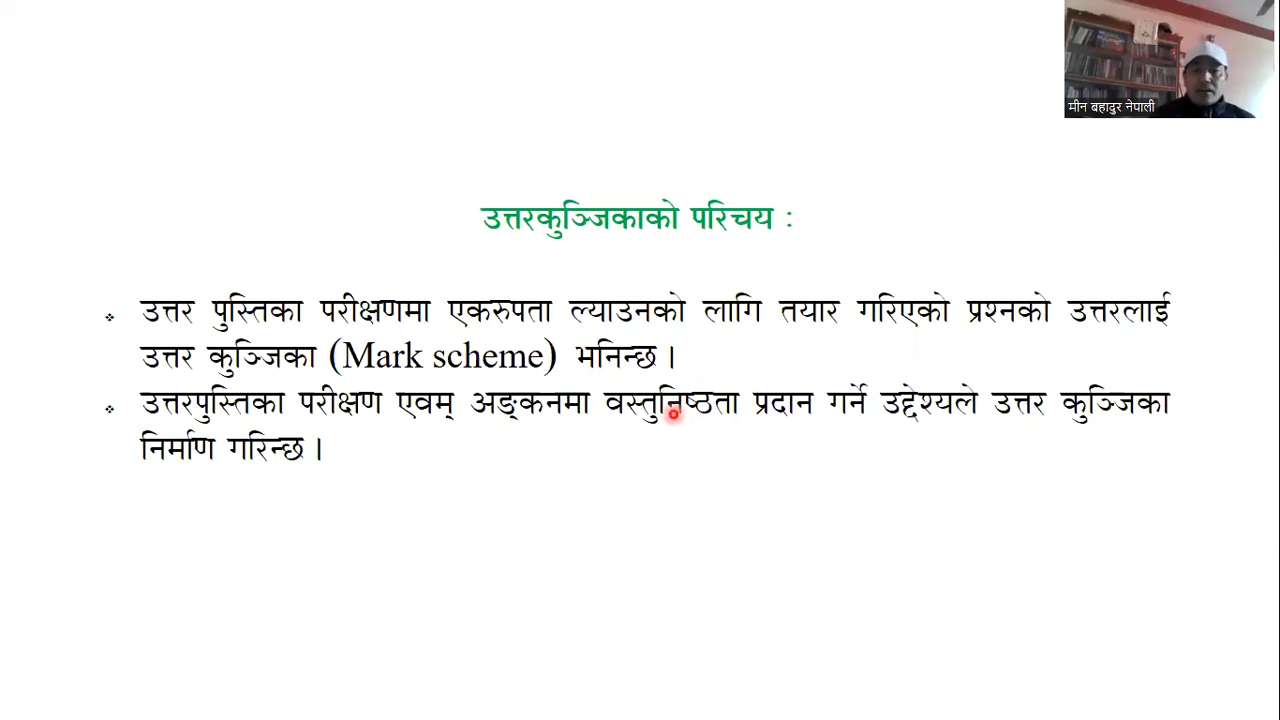 मीन बहादुर नेपाली
उत्तरकुञ्जिकाको परिचय :
उत्तर पुस्तिका परीक्षणमा एकरुपता ल्याउनको लागि तयार गरिएको प्रश्नको उत्तरलाई
उत्तर कुञ्जिका (Mark scheme) भनिन्छ ।
उत्तरपुस्तिका परीक्षण एवम् अङ्कनमा वस्तुनिष्ठता प्रदान गर्ने उद्देश्यले उत्तर कुञ्जिका
निर्माण गरिन्छ ।